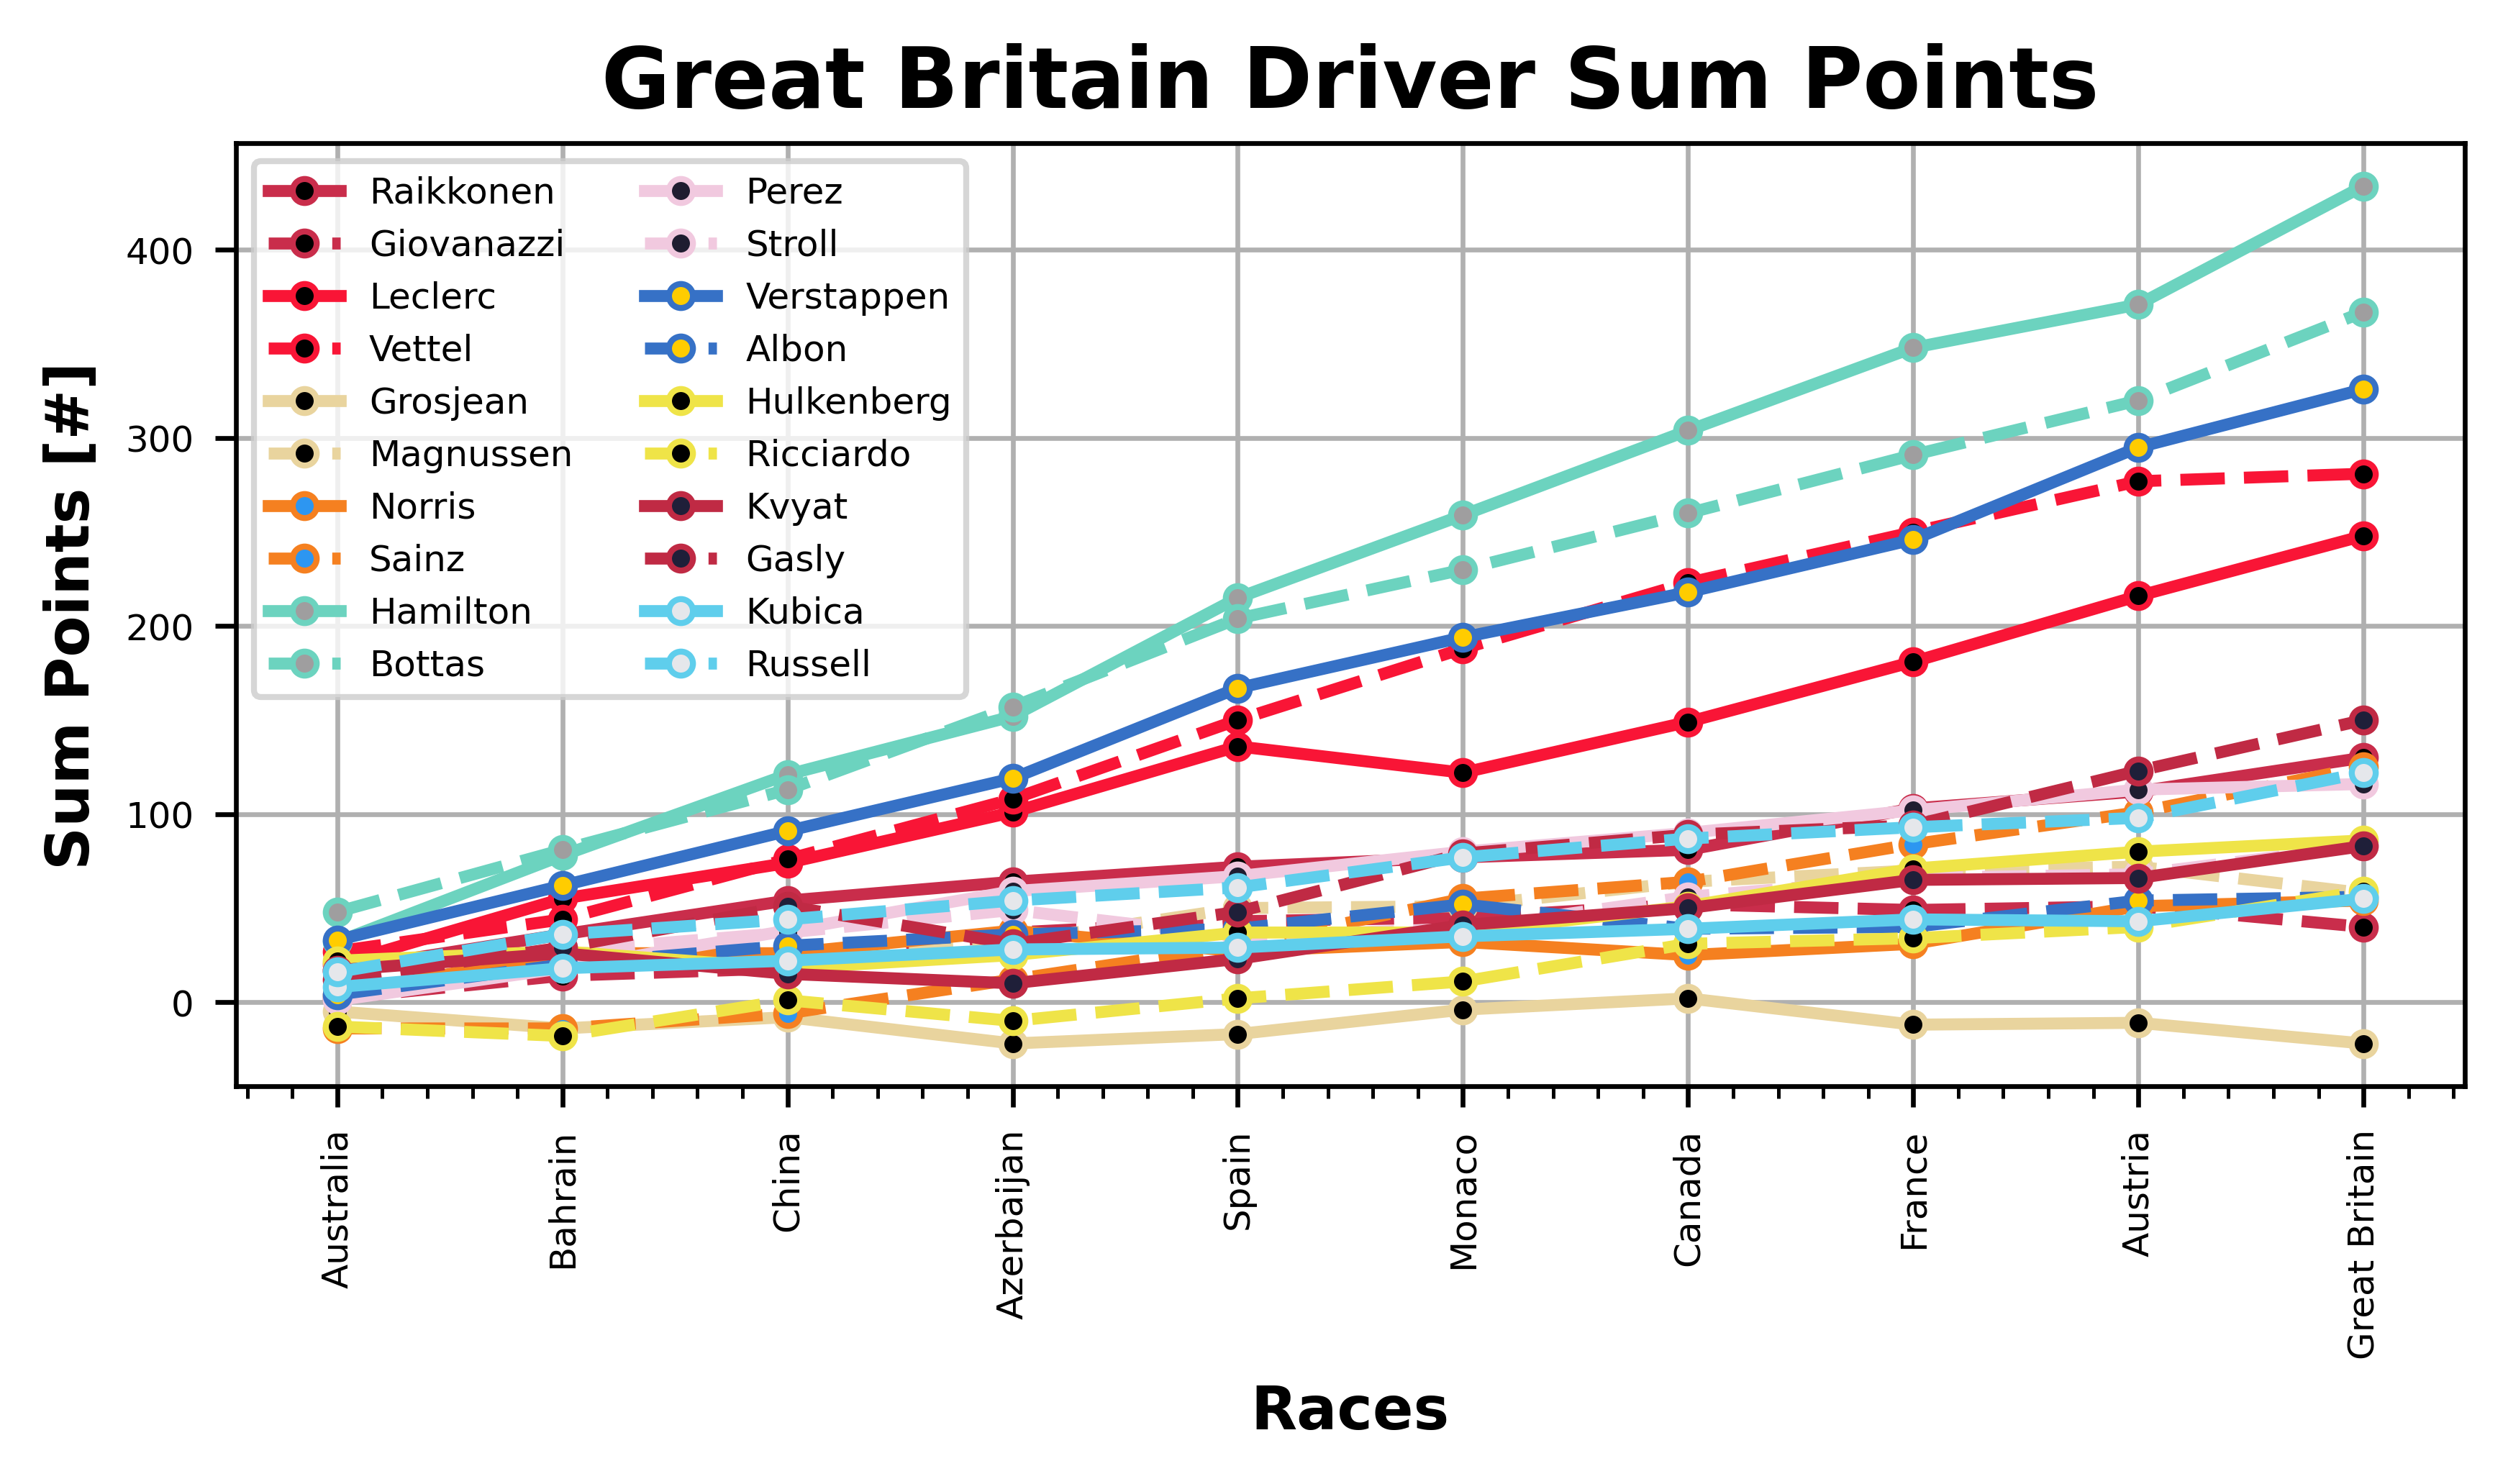 Great Britain Driver Sum Points
Sum Points [#]
400
300
200
100
0
Raikkonen
Giovanazzi
Leclerc
Vettel
Grosjean
Magnussen
Norris
Sainz
Hamilton
Bottas
Perez
Stroll
Verstappen
Albon
Hulkenberg
Ricciardo
Kvyat
Gasly
Kubica
Russell
Australia
Bahrain
China
Azerbaijan
Spain
Monaco
Canada
France
Austria
Great Britain
Races